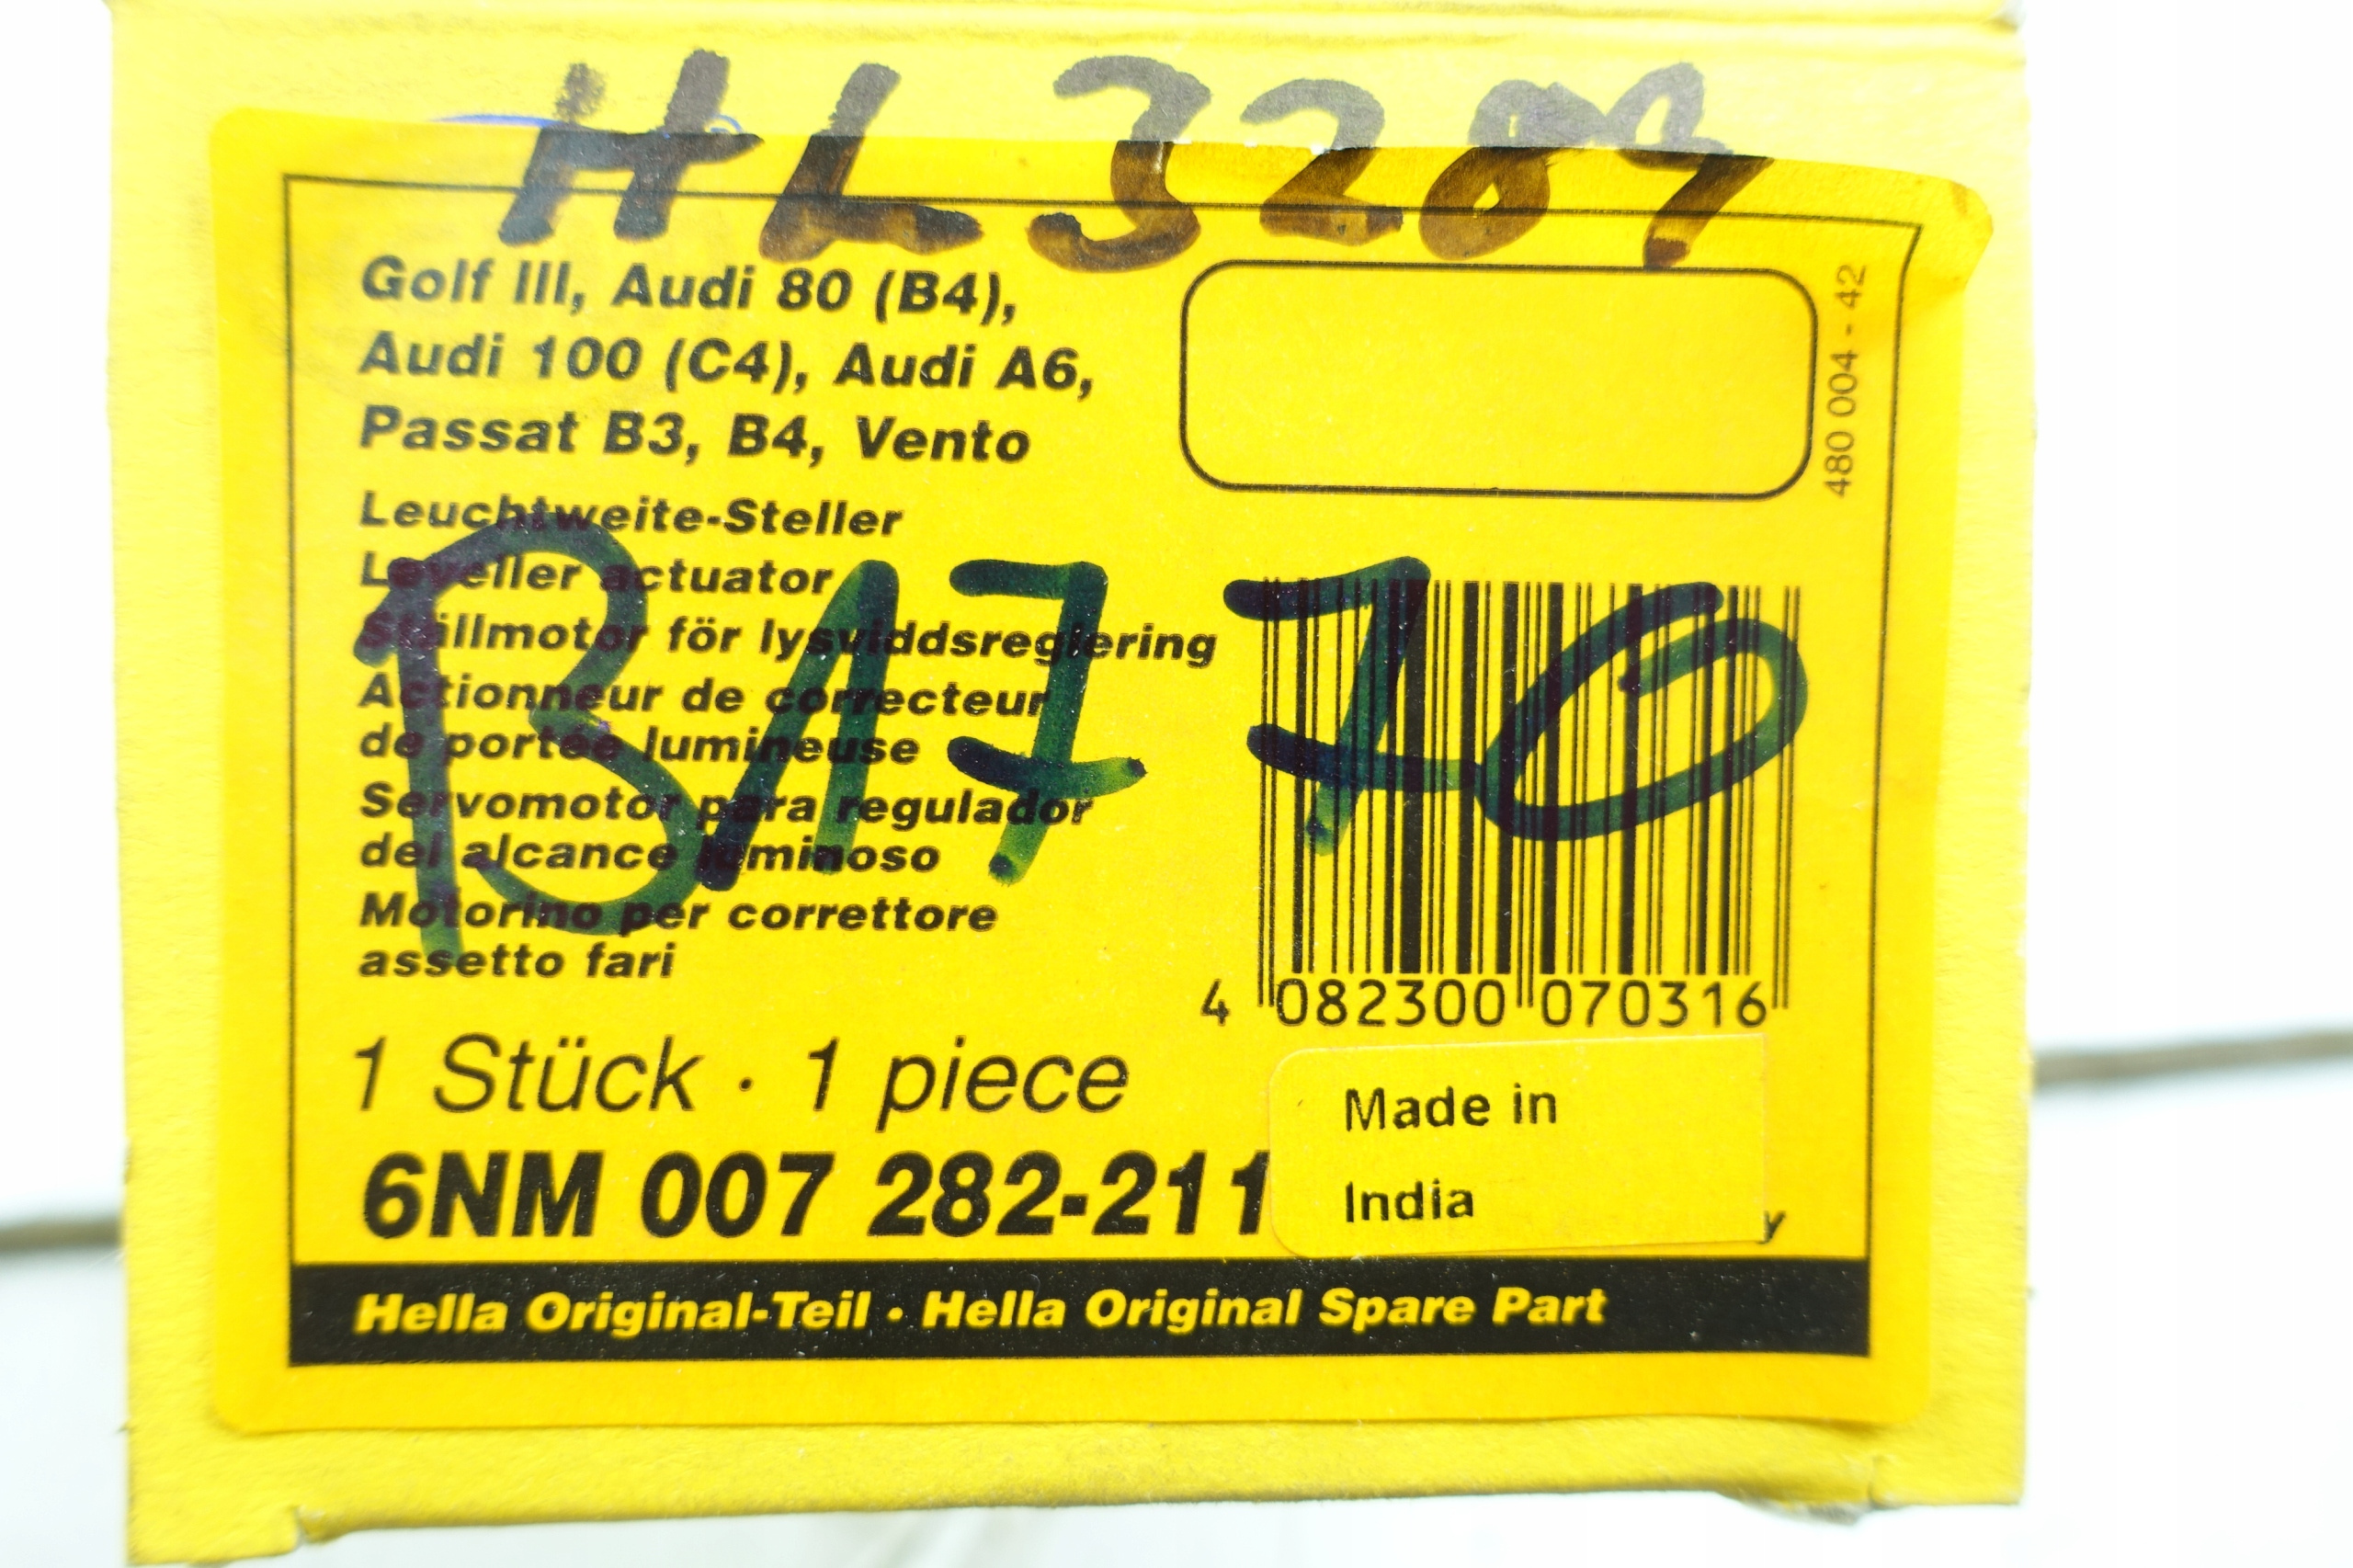 HL 3289
Golf III, Audi 80 (B4),
Audi 100 (C4), Audi A6,
Passat B3, B4, Vento
480 004 - 42
Leuchtweite-Steller
Leveller actuator
Ställmotor för lysviddsreglering
Actionneur de correcteur
de portée lumineuse
Servomotor para regulador
del alcance luminoso
Motorino per correttore
assetto fari
B17 70
4 082300 070316
1 Stück · 1 piece
Made in
India
6NM 007 282-211
Hella Original-Teil · Hella Original Spare Part